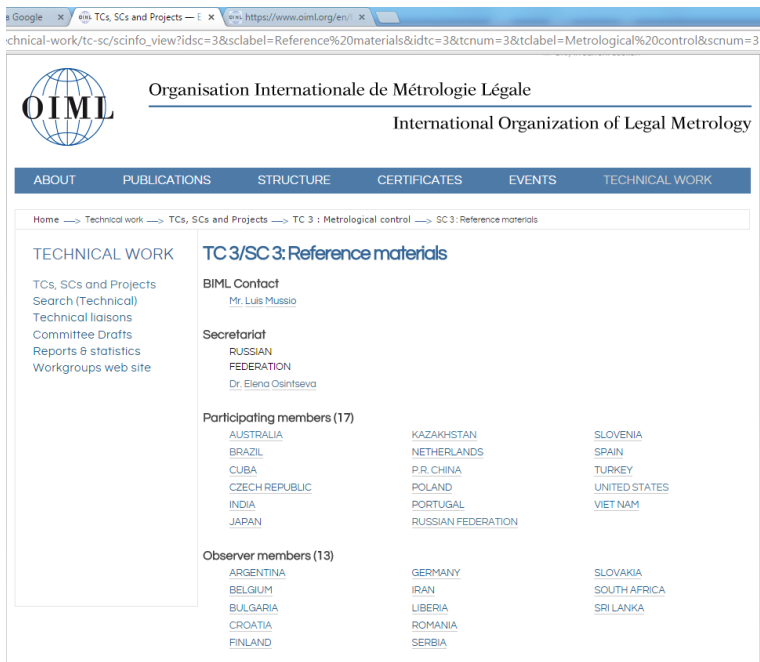 s Google × TCs, SCs and Projects — E × https://www.oiml.org/en/t ×
echnical-work/tc-sc/scinfo_view?idsc=3&sclabel=Reference%20materials&idtc=3&tcnum=3&tclabel=Metrological%20control&scnum=3
OIML
Organisation Internationale de Métrologie Légale
International Organization of Legal Metrology
ABOUT PUBLICATIONS STRUCTURE CERTIFICATES EVENTS TECHNICAL WORK
Home —> Technical work —> TCs, SCs and Projects —> TC 3 : Metrological control —> SC 3 : Reference materials
TECHNICAL WORK
TCs, SCs and Projects
Search (Technical)
Technical liaisons
Committee Drafts
Reports & statistics
Workgroups web site
TC 3/SC 3: Reference materials
BIML Contact
Mr. Luis Mussio
Secretariat
RUSSIAN
FEDERATION
Dr. Elena Osintseva
Participating members (17)
AUSTRALIA KAZAKHSTAN SLOVENIA
BRAZIL NETHERLANDS SPAIN
CUBA P.R. CHINA TURKEY
CZECH REPUBLIC POLAND UNITED STATES
INDIA PORTUGAL VIET NAM
JAPAN RUSSIAN FEDERATION
Observer members (13)
ARGENTINA GERMANY SLOVAKIA
BELGIUM IRAN SOUTH AFRICA
BULGARIA LIBERIA SRI LANKA
CROATIA ROMANIA
FINLAND SERBIA